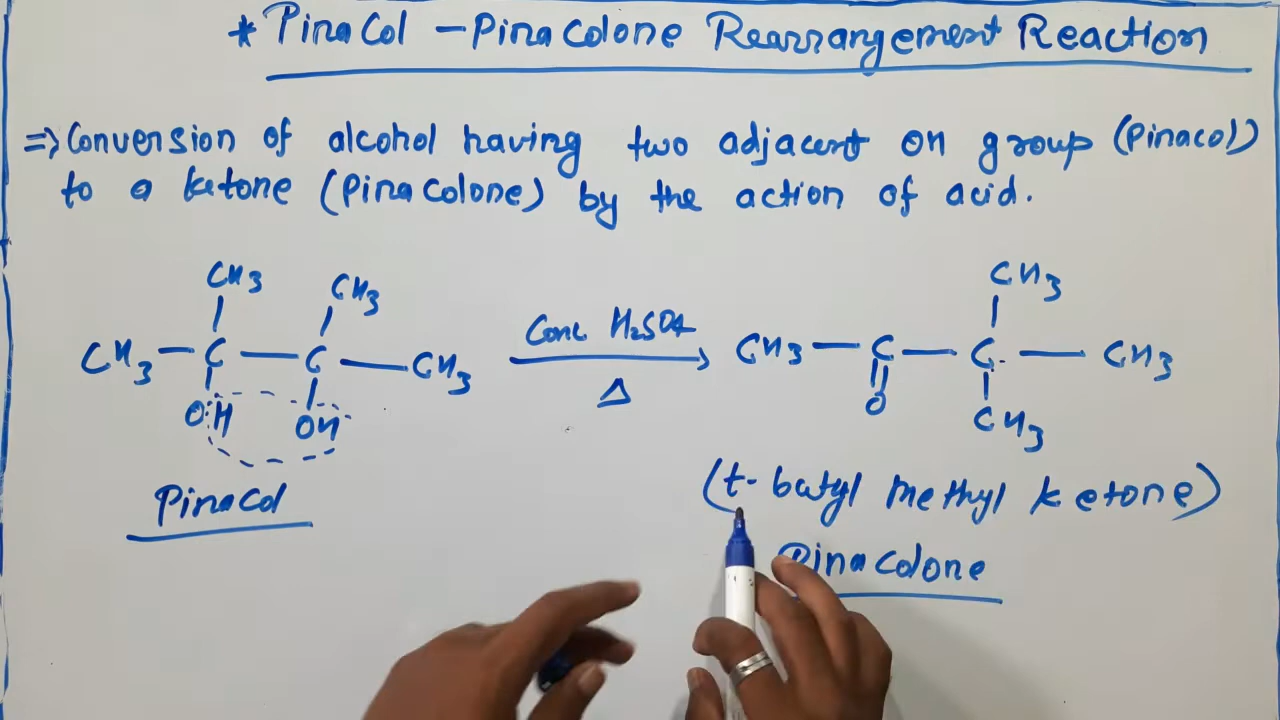 * Pinacol - Pinacolone Rearrangement Reaction
⇒ Conversion of alcohol having two adjacent OH group (Pinacol)
to a ketone (Pinacolone) by the action of acid.
CH3 CH3
CH3 - C - C - CH3
OH OH
Pinacol
Conc H2SO4
Δ
CH3
CH3 - C - C - CH3
O CH3
(t- butyl methyl ketone)
Pinacolone